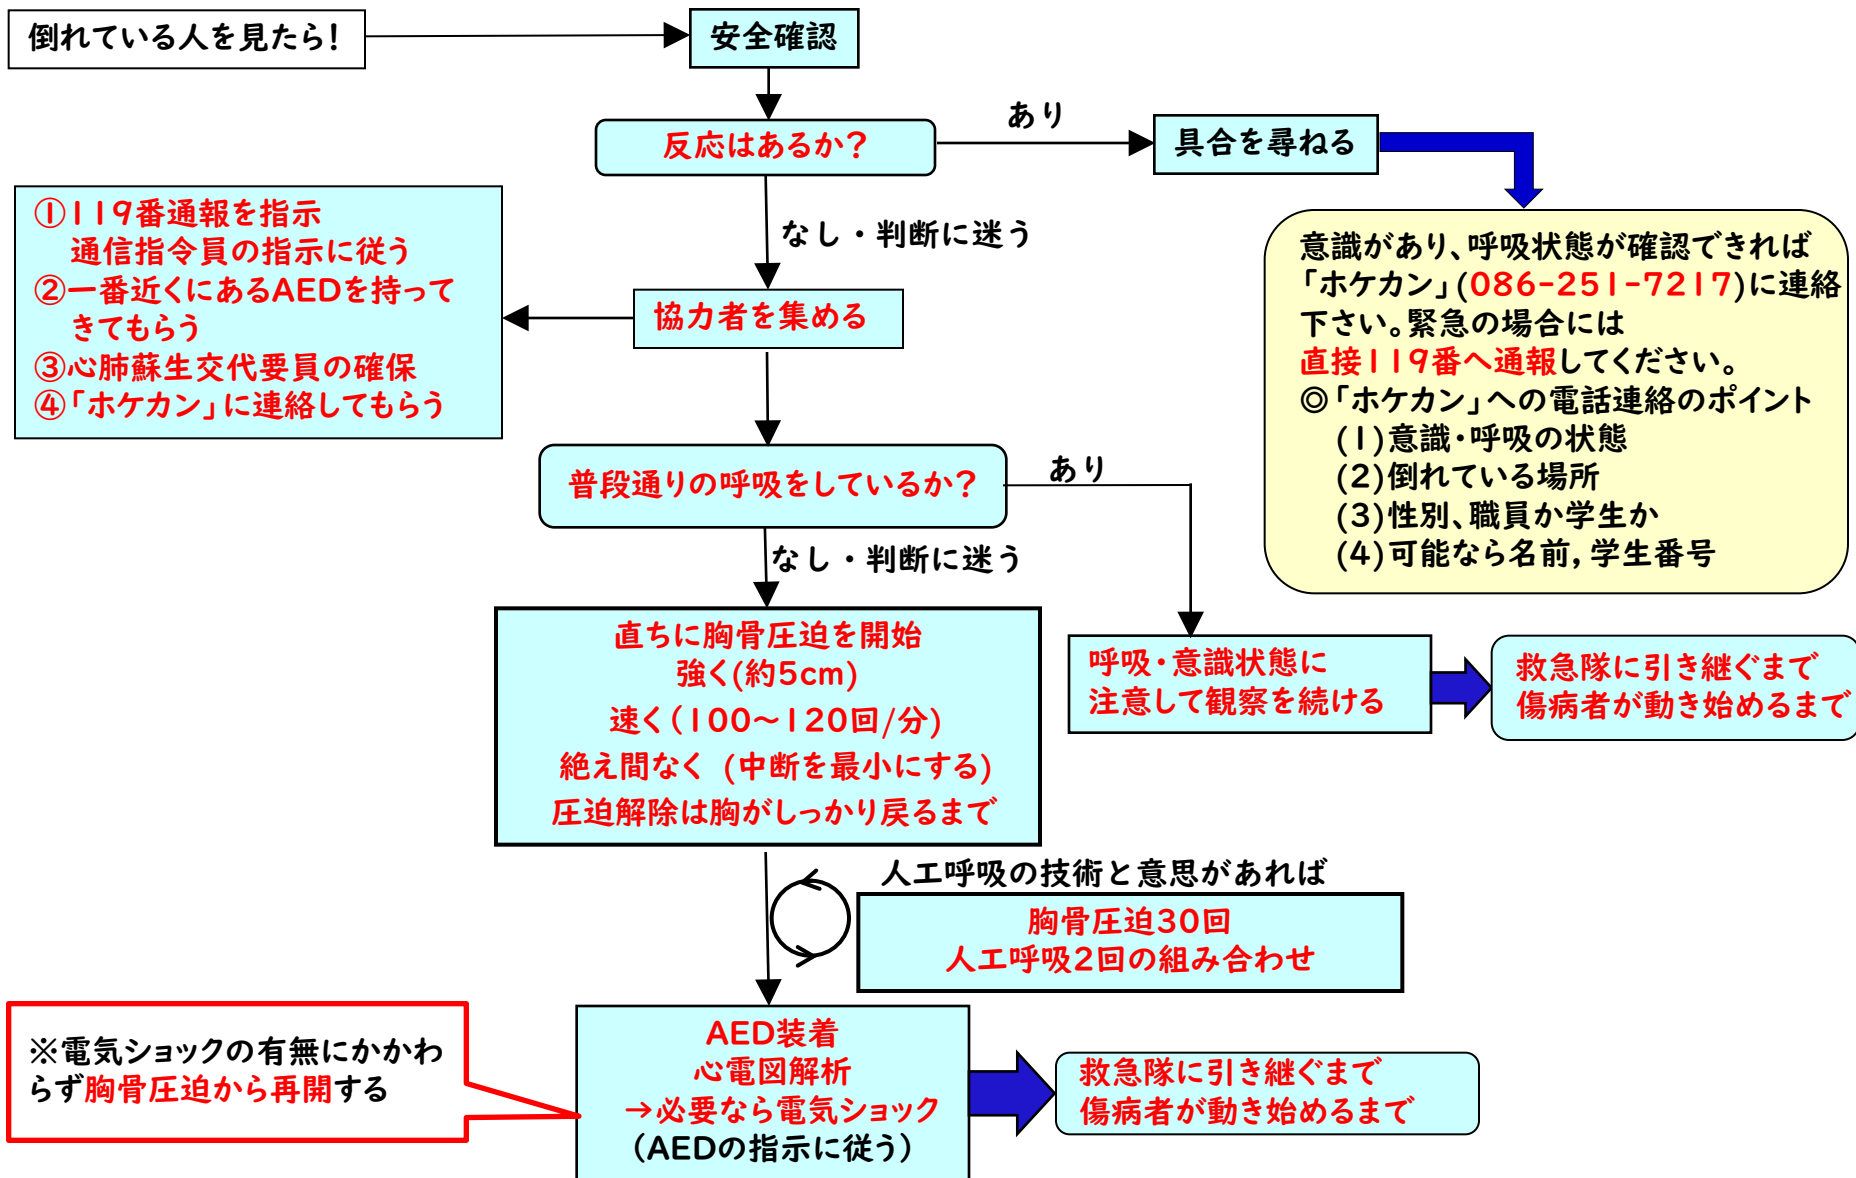 倒れている人を見たら!
安全確認
反応はあるか?
あり
具合を尋ねる
なし・判断に迷う
①119番通報を指示
通信指令員の指示に従う
②一番近くにあるAEDを持って
きてもらう
③心肺蘇生交代要員の確保
④「ホケカン」に連絡してもらう
協力者を集める
意識があり、呼吸状態が確認できれば
「ホケカン」(086-251-7217)に連絡
下さい。緊急の場合には
直接119番へ通報してください。
◎「ホケカン」への電話連絡のポイント
(1)意識・呼吸の状態
(2)倒れている場所
(3)性別、職員か学生か
(4)可能なら名前,学生番号
普段通りの呼吸をしているか?
あり
なし・判断に迷う
直ちに胸骨圧迫を開始
強く(約5cm)
速く(100~120回/分)
絶え間なく (中断を最小にする)
圧迫解除は胸がしっかり戻るまで
呼吸・意識状態に
注意して観察を続ける
救急隊に引き継ぐまで
傷病者が動き始めるまで
人工呼吸の技術と意思があれば
胸骨圧迫30回
人工呼吸2回の組み合わせ
※電気ショックの有無にかかわ
らず胸骨圧迫から再開する
AED装着
心電図解析
→必要なら電気ショック
(AEDの指示に従う)
救急隊に引き継ぐまで
傷病者が動き始めるまで